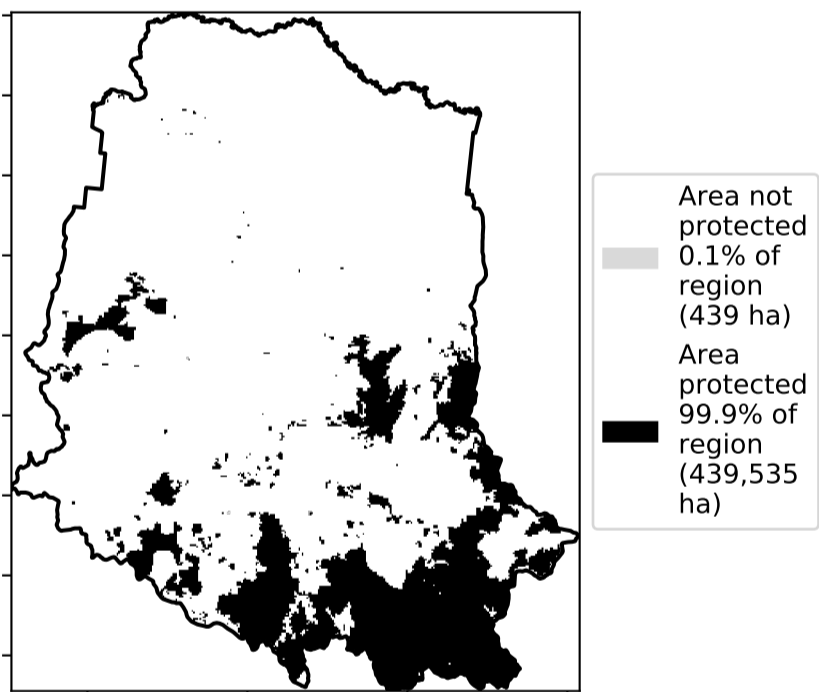 Area not
protected
0.1% of
region
(439 ha)
Area
protected
99.9% of
region
(439,535
ha)